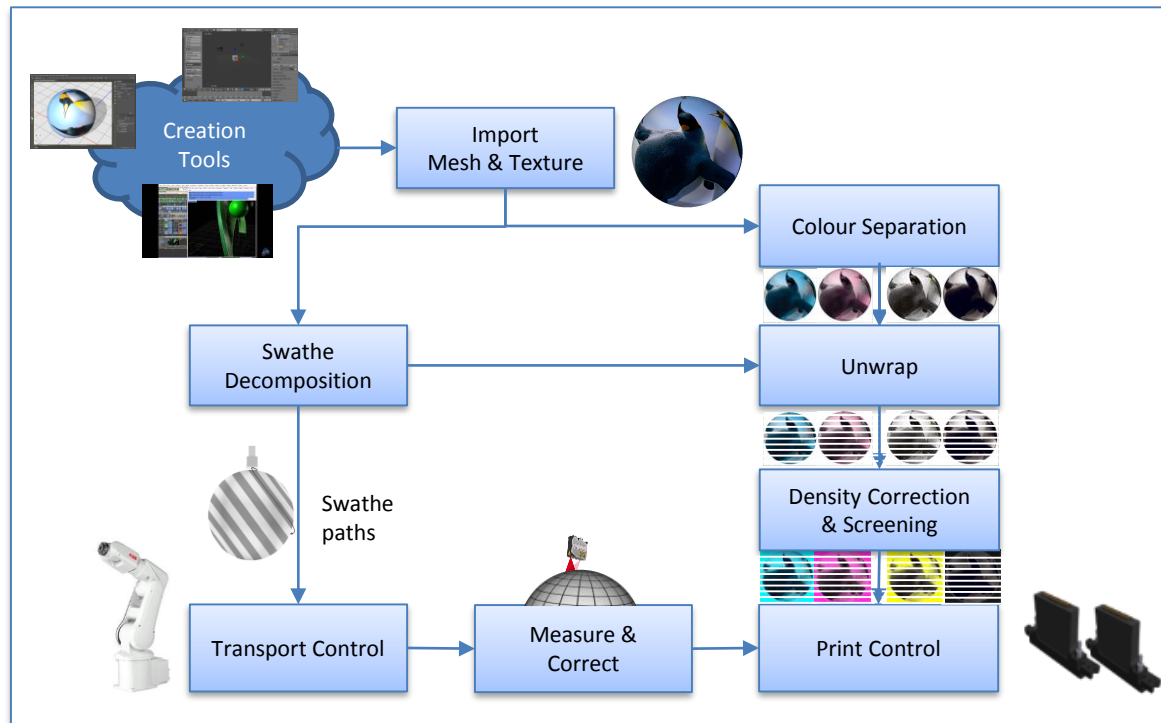 Creation
Tools
Import
Mesh & Texture
Colour Separation
Swathe
Decomposition
Unwrap
Swathe
paths
Density Correction
& Screening
Transport Control
Measure &
Correct
Print Control